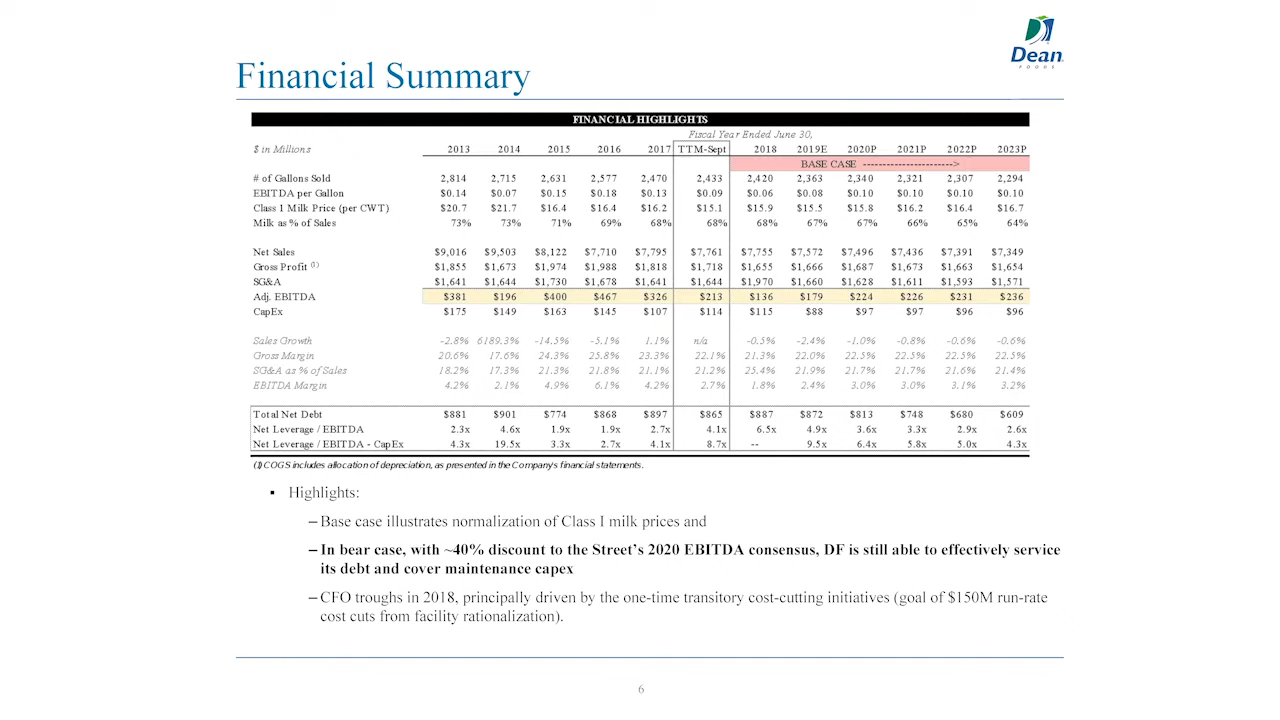 Dean
FOODS
Financial Summary
FINANCIAL HIGHLIGHTS
Fiscal Year Ended June 30,
$ in Millions 2013 2014 2015 2016 2017 TTM-Sept 2018 2019E 2020P 2021P 2022P 2023P
BASE CASE ----------------------->
# of Gallons Sold 2,814 2,715 2,631 2,577 2,470 2,433 2,420 2,363 2,340 2,321 2,307 2,294
EBITDA per Gallon $0.14 $0.07 $0.15 $0.18 $0.13 $0.09 $0.06 $0.08 $0.10 $0.10 $0.10 $0.10
Class 1 Milk Price (per CWT) $20.7 $21.7 $16.4 $16.4 $16.2 $15.1 $15.9 $15.5 $15.8 $16.2 $16.4 $16.7
Milk as % of Sales 73% 73% 71% 69% 68% 68% 68% 67% 67% 66% 65% 64%
Net Sales $9,016 $9,503 $8,122 $7,710 $7,795 $7,761 $7,755 $7,572 $7,496 $7,436 $7,391 $7,349
Gross Profit (1) $1,855 $1,673 $1,974 $1,988 $1,818 $1,718 $1,655 $1,666 $1,687 $1,673 $1,663 $1,654
SG&A $1,641 $1,644 $1,730 $1,678 $1,641 $1,644 $1,970 $1,660 $1,628 $1,611 $1,593 $1,571
Adj. EBITDA $381 $196 $400 $467 $326 $213 $136 $179 $224 $226 $231 $236
CapEx $175 $149 $163 $145 $107 $114 $115 $88 $97 $97 $96 $96
Sales Growth -2.8% 6189.3% -14.5% -5.1% 1.1% n/a -0.5% -2.4% -1.0% -0.8% -0.6% -0.6%
Gross Margin 20.6% 17.6% 24.3% 25.8% 23.3% 22.1% 21.3% 22.0% 22.5% 22.5% 22.5% 22.5%
SG&A as % of Sales 18.2% 17.3% 21.3% 21.8% 21.1% 21.2% 25.4% 21.9% 21.7% 21.7% 21.6% 21.4%
EBITDA Margin 4.2% 2.1% 4.9% 6.1% 4.2% 2.7% 1.8% 2.4% 3.0% 3.0% 3.1% 3.2%
Total Net Debt $881 $901 $774 $868 $897 $865 $887 $872 $813 $748 $680 $609
Net Leverage / EBITDA 2.3x 4.6x 1.9x 1.9x 2.7x 4.1x 6.5x 4.9x 3.6x 3.3x 2.9x 2.6x
Net Leverage / EBITDA - CapEx 4.3x 19.5x 3.3x 2.7x 4.1x 8.7x -- 9.5x 6.4x 5.8x 5.0x 4.3x
(1) COGS includes allocation of depreciation, as presented in the Company's financial statements.
▪ Highlights:
– Base case illustrates normalization of Class I milk prices and
– In bear case, with ~40% discount to the Street’s 2020 EBITDA consensus, DF is still able to effectively service
its debt and cover maintenance capex
– CFO troughs in 2018, principally driven by the one-time transitory cost-cutting initiatives (goal of $150M run-rate
cost cuts from facility rationalization).
6